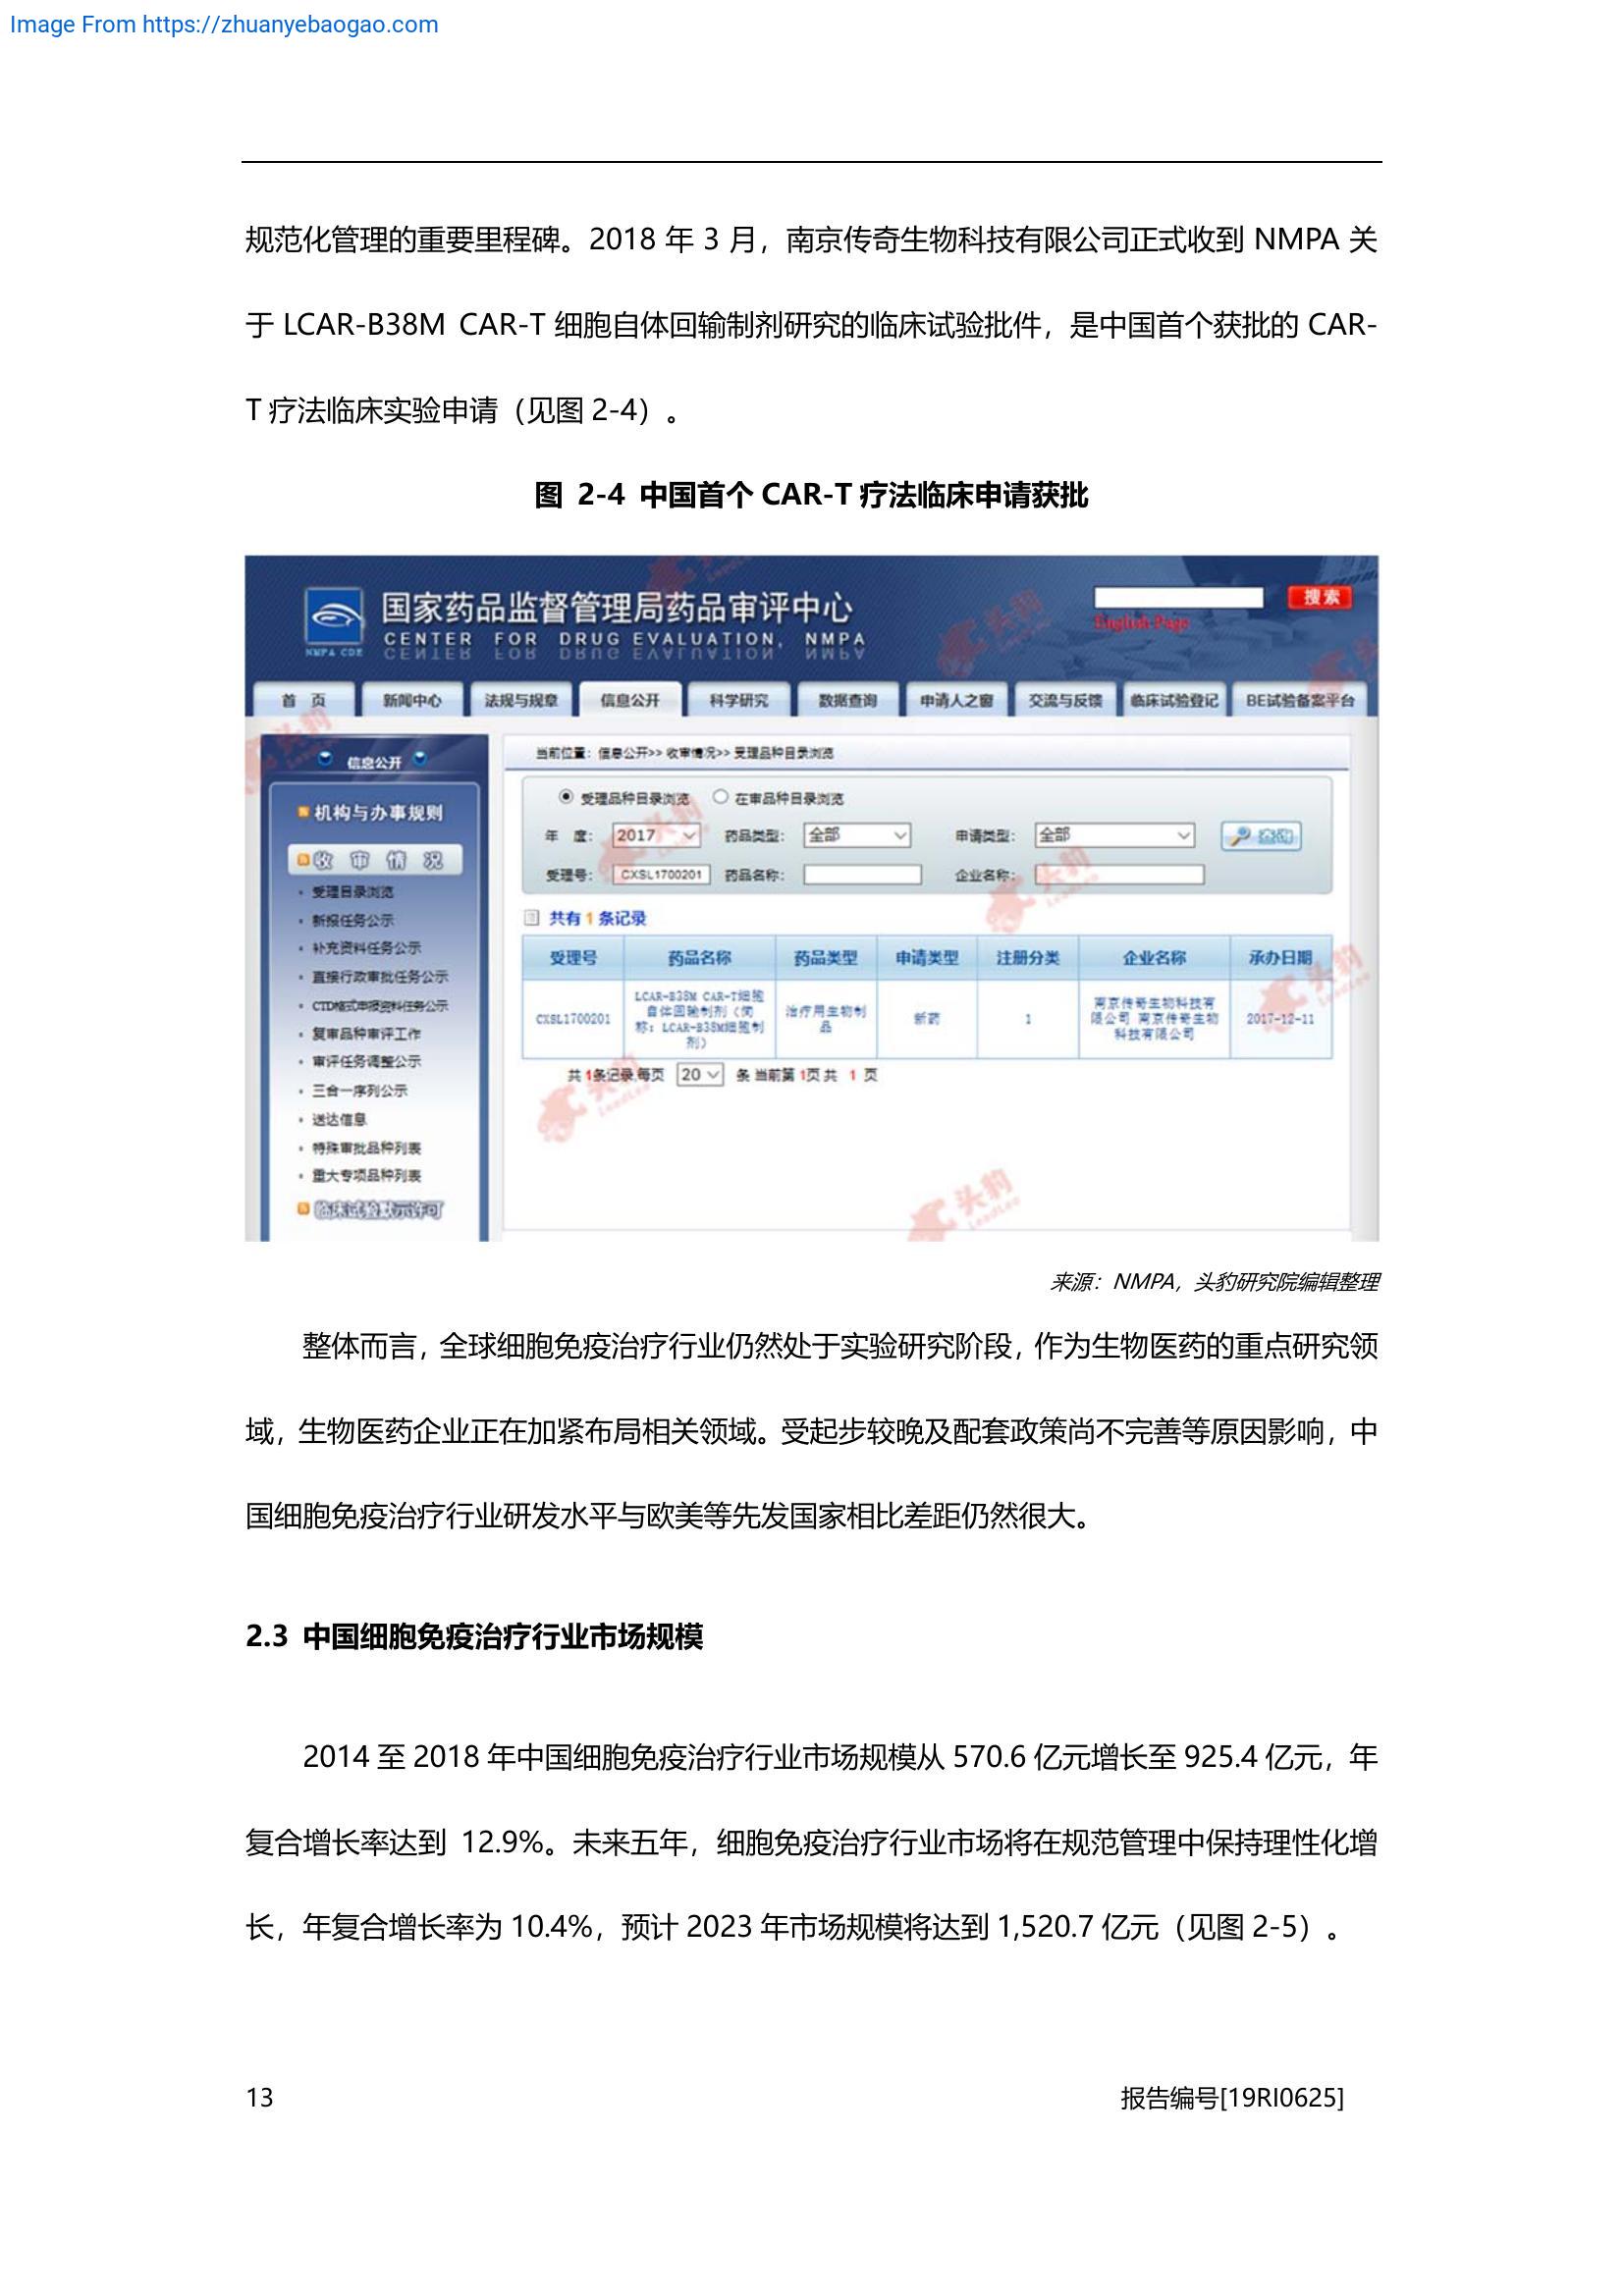 Image From https://zhuanyebaogao.com
规范化管理的重要里程碑。2018 年 3 月，南京传奇生物科技有限公司正式收到 NMPA 关
于 LCAR-B38M CAR-T 细胞自体回输制剂研究的临床试验批件，是中国首个获批的 CAR-
T 疗法临床实验申请（见图 2-4）。
图 2-4 中国首个 CAR-T 疗法临床申请获批
国家药品监督管理局药品审评中心
搜索
English Page
CENTER FOR DRUG EVALUATION, NMPA
NMPA CDE
首 页 新闻中心 法规与规章 信息公开 科学研究 数据查询 申请人之窗 交流与反馈 临床试验登记 BE试验备案平台
信息公开
机构与办事规则
收 审 情 况
受理目录浏览
新报任务公示
补充资料任务公示
直接行政审批任务公示
CTD格式申报资料任务公示
复审品种审评工作
审评任务调整公示
三合一序列公示
送达信息
特殊审批品种列表
重大专项品种列表
临床试验默示许可
当前位置：信息公开>> 收审情况>> 受理品种目录浏览
受理品种目录浏览 在审品种目录浏览
年 度： 2017 药品类型： 全部 申请类型： 全部 查询
受理号： CXSL1700201 药品名称： 企业名称：
共有 1 条记录
受理号 药品名称 药品类型 申请类型 注册分类 企业名称 承办日期
CXSL1700201 LCAR-B38M CAR-T细胞自体回输制剂（简称：LCAR-B38M细胞制剂） 治疗用生物制品 新药 1 南京传奇生物科技有限公司 南京传奇生物科技有限公司 2017-12-11
共 1条记录,每页 20 条 当前第 1页 共 1 页
头豹
LeadLeo
来源：NMPA，头豹研究院编辑整理
整体而言，全球细胞免疫治疗行业仍然处于实验研究阶段，作为生物医药的重点研究领
域，生物医药企业正在加紧布局相关领域。受起步较晚及配套政策尚不完善等原因影响，中
国细胞免疫治疗行业研发水平与欧美等先发国家相比差距仍然很大。
2.3 中国细胞免疫治疗行业市场规模
2014 至 2018 年中国细胞免疫治疗行业市场规模从 570.6 亿元增长至 925.4 亿元，年
复合增长率达到 12.9%。未来五年，细胞免疫治疗行业市场将在规范管理中保持理性化增
长，年复合增长率为 10.4%，预计 2023 年市场规模将达到 1,520.7 亿元（见图 2-5）。
13 报告编号[19RI0625]